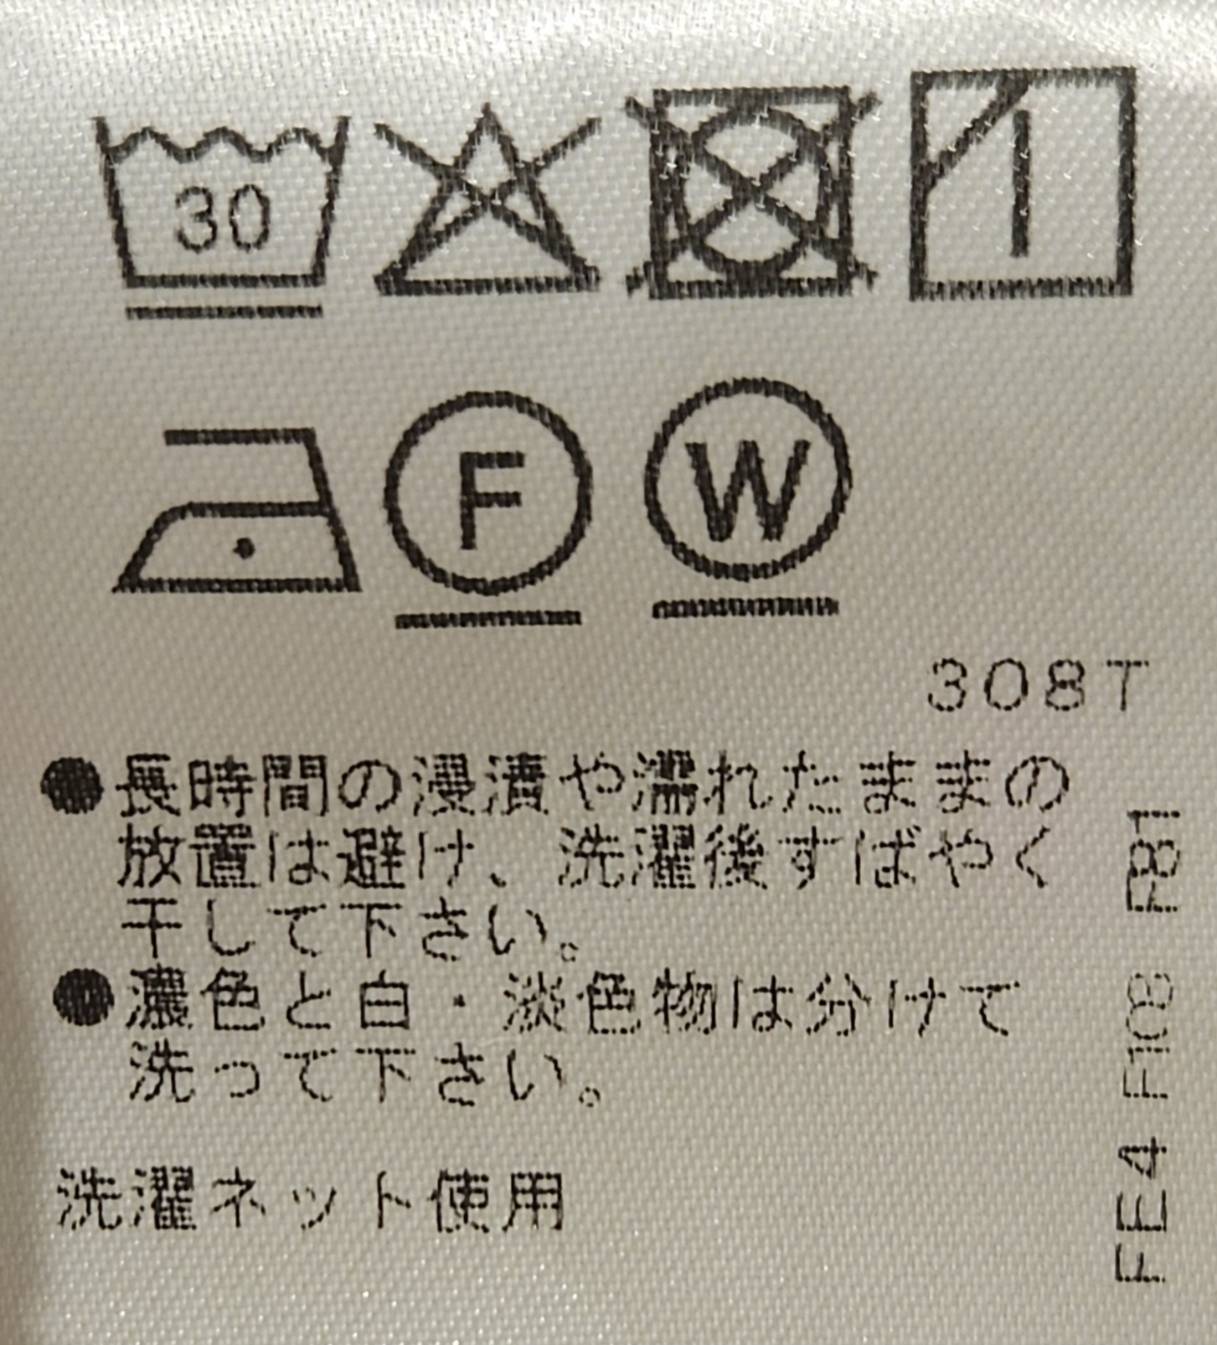 30
F
W
308T
●長時間の浸漬や濡れたままの
放置は避け、洗濯後すばやく
干して下さい。
●濃色と白・淡色物は分けて
洗って下さい。
洗濯ネット使用
FE4 F103 R81